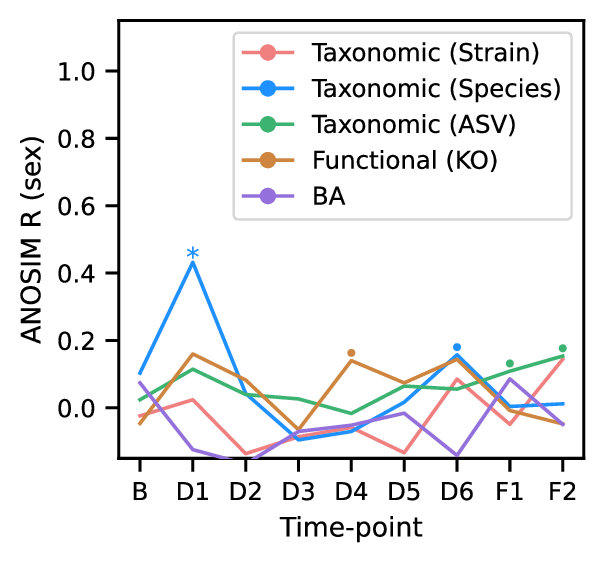 Taxonomic (Strain)
Taxonomic (Species)
Taxonomic (ASV)
Functional (KO)
BA
1.0
0.8
0.6
0.4
0.2
0.0
ANOSIM R (sex)
*
B D1 D2 D3 D4 D5 D6 F1 F2
Time-point